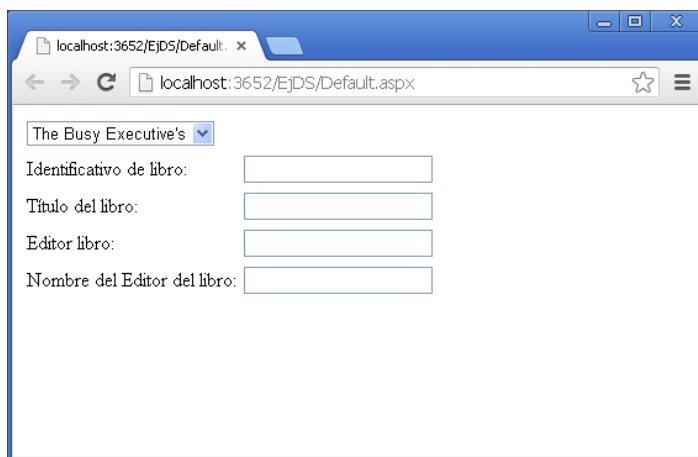 localhost:3652/EjDS/Default.
localhost:3652/EjDS/Default.aspx
The Busy Executive's
Identificativo de libro:
Título del libro:
Editor libro:
Nombre del Editor del libro: